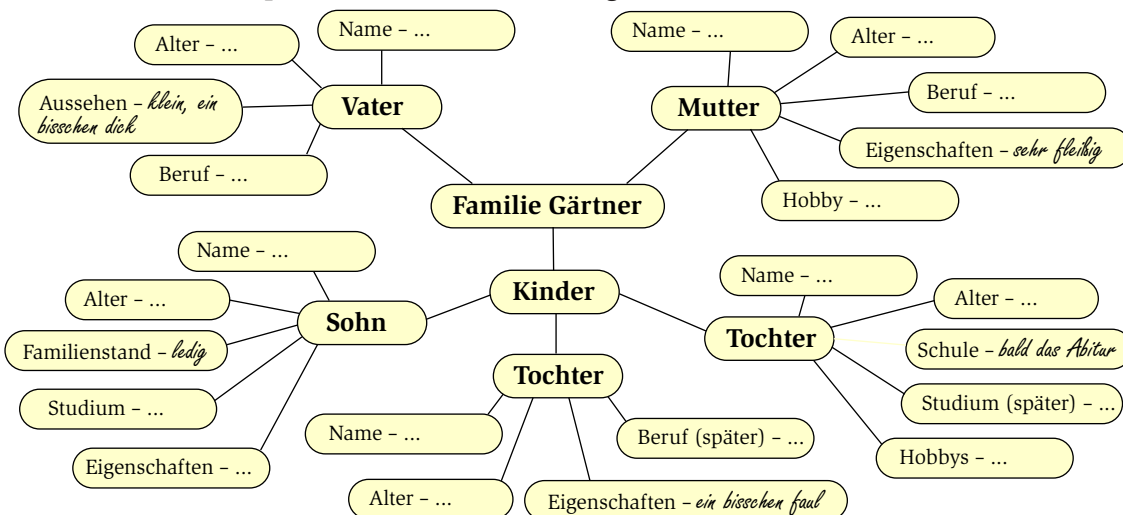 Name – ...
Alter – ...
Aussehen – klein, ein
bisschen dick
Beruf – ...
Vater
Name – ...
Alter – ...
Beruf – ...
Eigenschaften – sehr fleißig
Hobby – ...
Mutter
Familie Gärtner
Kinder
Name – ...
Alter – ...
Familienstand – ledig
Studium – ...
Eigenschaften – ...
Sohn
Tochter
Name – ...
Alter – ...
Eigenschaften – ein bisschen faul
Beruf (später) – ...
Tochter
Name – ...
Alter – ...
Schule – bald das Abitur
Studium (später) – ...
Hobbys – ...